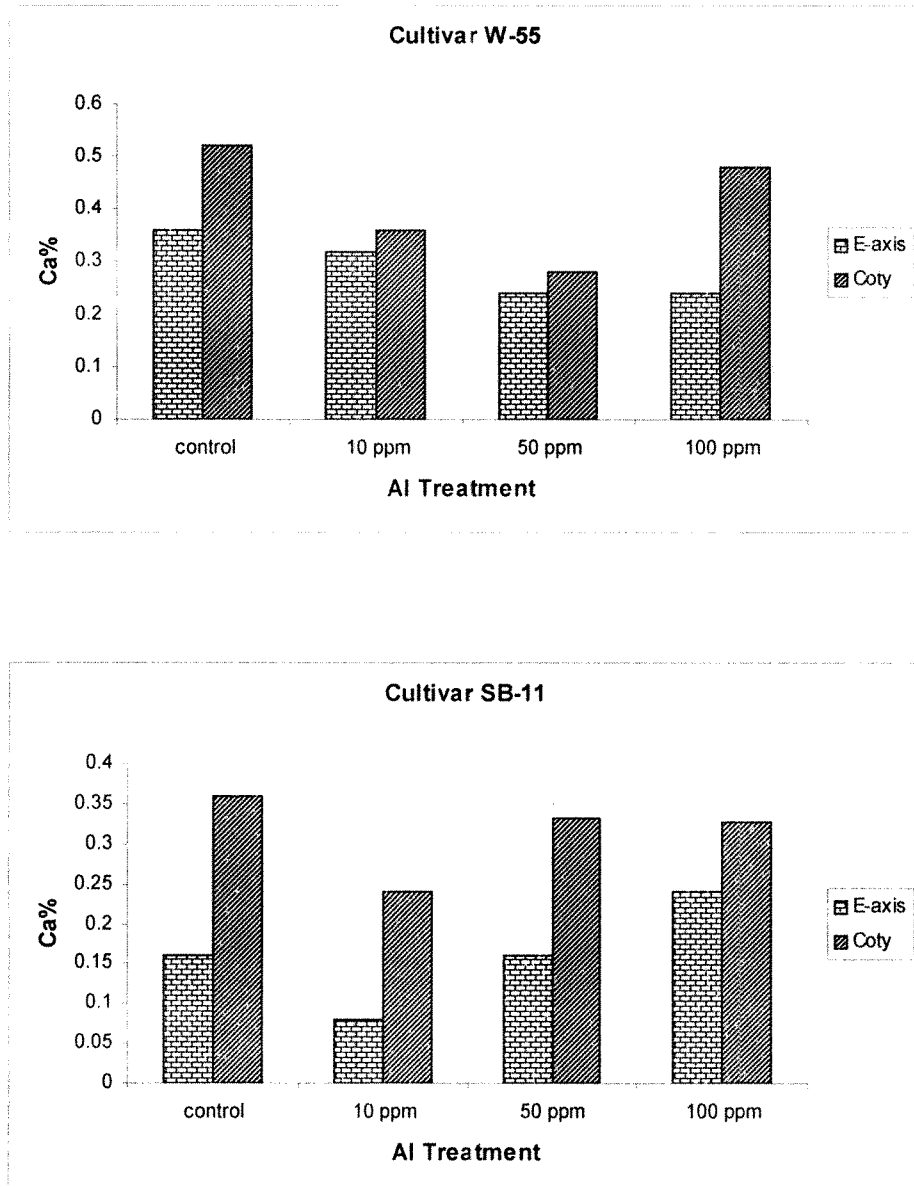 Cultivar W-55
0.6
0.5
0.4
0.3
0.2
0.1
0
Ca%
control 10 ppm 50 ppm 100 ppm
Al Treatment
E-axis
Coty
Cultivar SB-11
0.4
0.35
0.3
0.25
0.2
0.15
0.1
0.05
0
Ca%
control 10 ppm 50 ppm 100 ppm
Al Treatment
E-axis
Coty